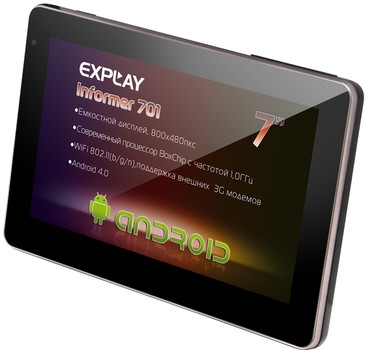 EXPLAY
Informer 701
7"
•Емкостной дисплей, 800х480пкс
•Современный процессор BoxChip с частотой 1,0ГГц
•WiFi 802.11(b/g/n),поддержка внешних 3G модемов
•Android 4.0
ANDROID